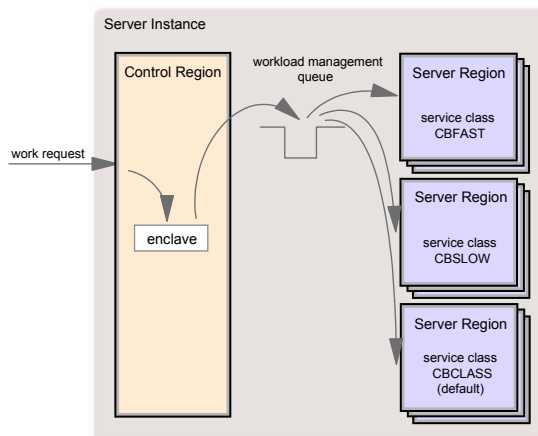 Server Instance
Control Region
workload management
queue
Server Region
service class
CBFAST
work request
enclave
Server Region
service class
CBSLOW
Server Region
service class
CBCLASS
(default)